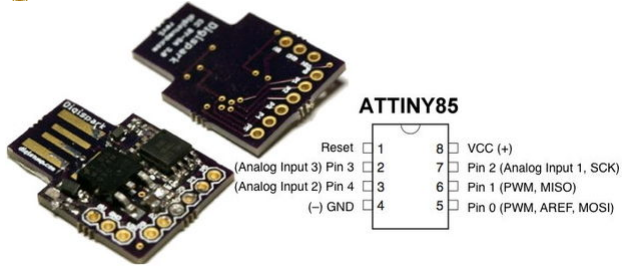 Digispark
Digispark
ATTINY85
Reset 1 8 VCC (+)
(Analog Input 3) Pin 3 2 7 Pin 2 (Analog Input 1, SCK)
(Analog Input 2) Pin 4 3 6 Pin 1 (PWM, MISO)
(–) GND 4 5 Pin 0 (PWM, AREF, MOSI)